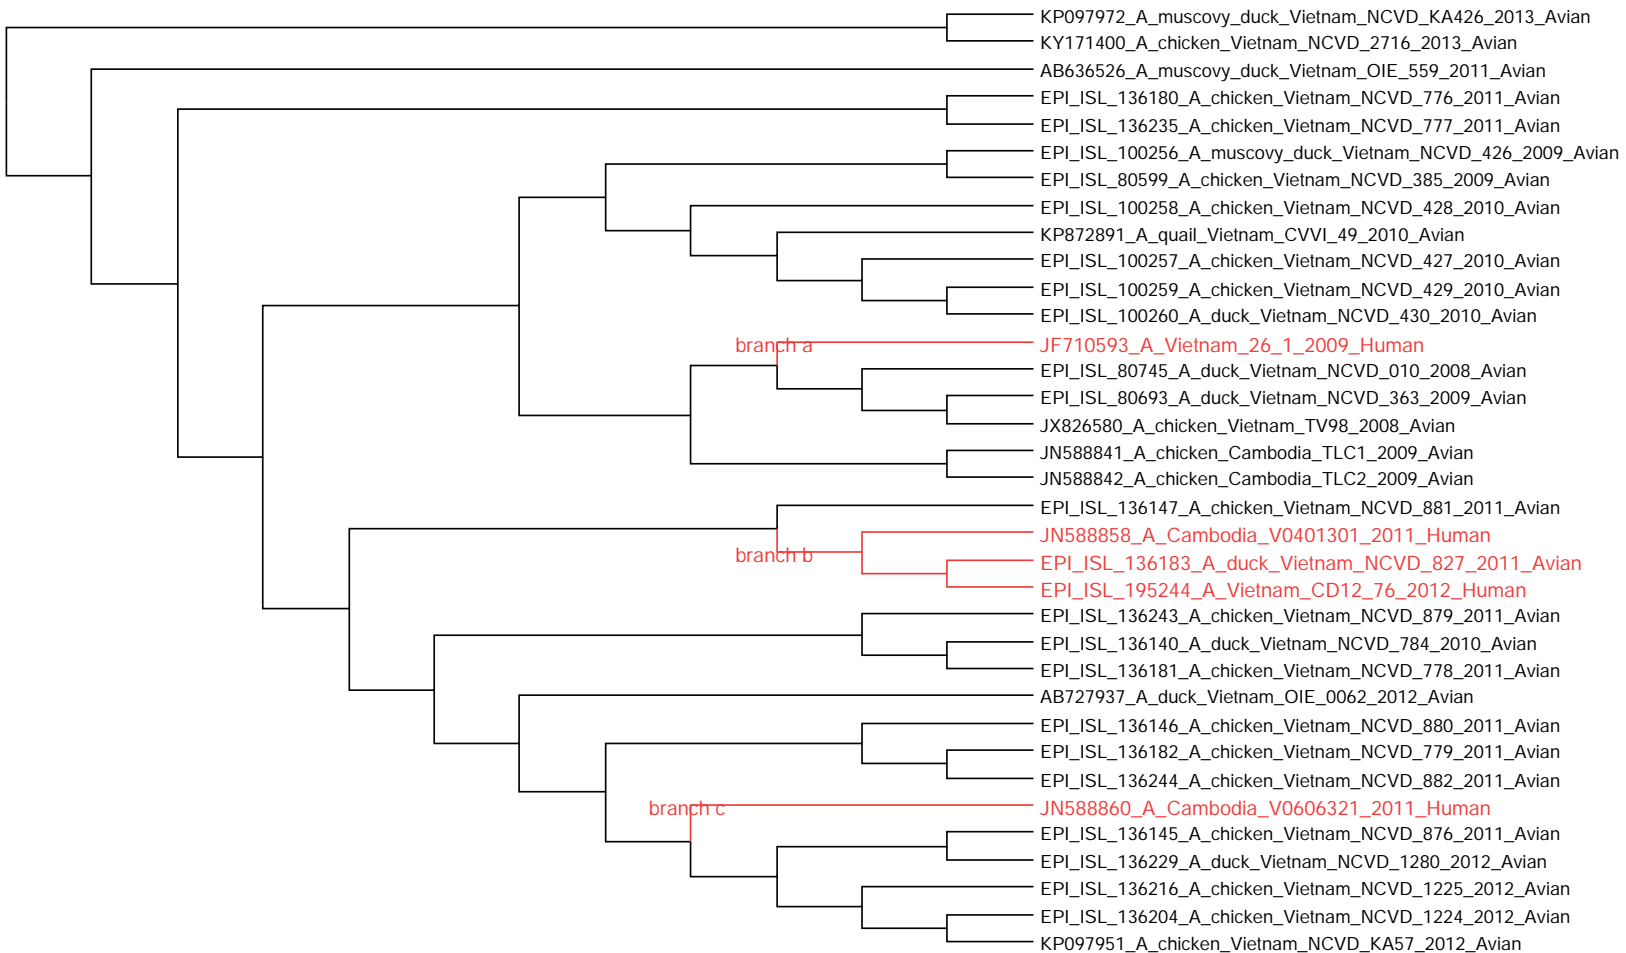 KP097972_A_muscovy_duck_Vietnam_NCVD_KA426_2013_Avian
KY171400_A_chicken_Vietnam_NCVD_2716_2013_Avian
AB636526_A_muscovy_duck_Vietnam_OIE_559_2011_Avian
EPI_ISL_136180_A_chicken_Vietnam_NCVD_776_2011_Avian
EPI_ISL_136235_A_chicken_Vietnam_NCVD_777_2011_Avian
EPI_ISL_100256_A_muscovy_duck_Vietnam_NCVD_426_2009_Avian
EPI_ISL_80599_A_chicken_Vietnam_NCVD_385_2009_Avian
EPI_ISL_100258_A_chicken_Vietnam_NCVD_428_2010_Avian
KP872891_A_quail_Vietnam_CVVI_49_2010_Avian
EPI_ISL_100257_A_chicken_Vietnam_NCVD_427_2010_Avian
EPI_ISL_100259_A_chicken_Vietnam_NCVD_429_2010_Avian
EPI_ISL_100260_A_duck_Vietnam_NCVD_430_2010_Avian
branch a
JF710593_A_Vietnam_26_1_2009_Human
EPI_ISL_80745_A_duck_Vietnam_NCVD_010_2008_Avian
EPI_ISL_80693_A_duck_Vietnam_NCVD_363_2009_Avian
JX826580_A_chicken_Vietnam_TV98_2008_Avian
JN588841_A_chicken_Cambodia_TLC1_2009_Avian
JN588842_A_chicken_Cambodia_TLC2_2009_Avian
EPI_ISL_136147_A_chicken_Vietnam_NCVD_881_2011_Avian
JN588858_A_Cambodia_V0401301_2011_Human
branch b
EPI_ISL_136183_A_duck_Vietnam_NCVD_827_2011_Avian
EPI_ISL_195244_A_Vietnam_CD12_76_2012_Human
EPI_ISL_136243_A_chicken_Vietnam_NCVD_879_2011_Avian
EPI_ISL_136140_A_duck_Vietnam_NCVD_784_2010_Avian
EPI_ISL_136181_A_chicken_Vietnam_NCVD_778_2011_Avian
AB727937_A_duck_Vietnam_OIE_0062_2012_Avian
EPI_ISL_136146_A_chicken_Vietnam_NCVD_880_2011_Avian
EPI_ISL_136182_A_chicken_Vietnam_NCVD_779_2011_Avian
EPI_ISL_136244_A_chicken_Vietnam_NCVD_882_2011_Avian
branch c
JN588860_A_Cambodia_V0606321_2011_Human
EPI_ISL_136145_A_chicken_Vietnam_NCVD_876_2011_Avian
EPI_ISL_136229_A_duck_Vietnam_NCVD_1280_2012_Avian
EPI_ISL_136216_A_chicken_Vietnam_NCVD_1225_2012_Avian
EPI_ISL_136204_A_chicken_Vietnam_NCVD_1224_2012_Avian
KP097951_A_chicken_Vietnam_NCVD_KA57_2012_Avian